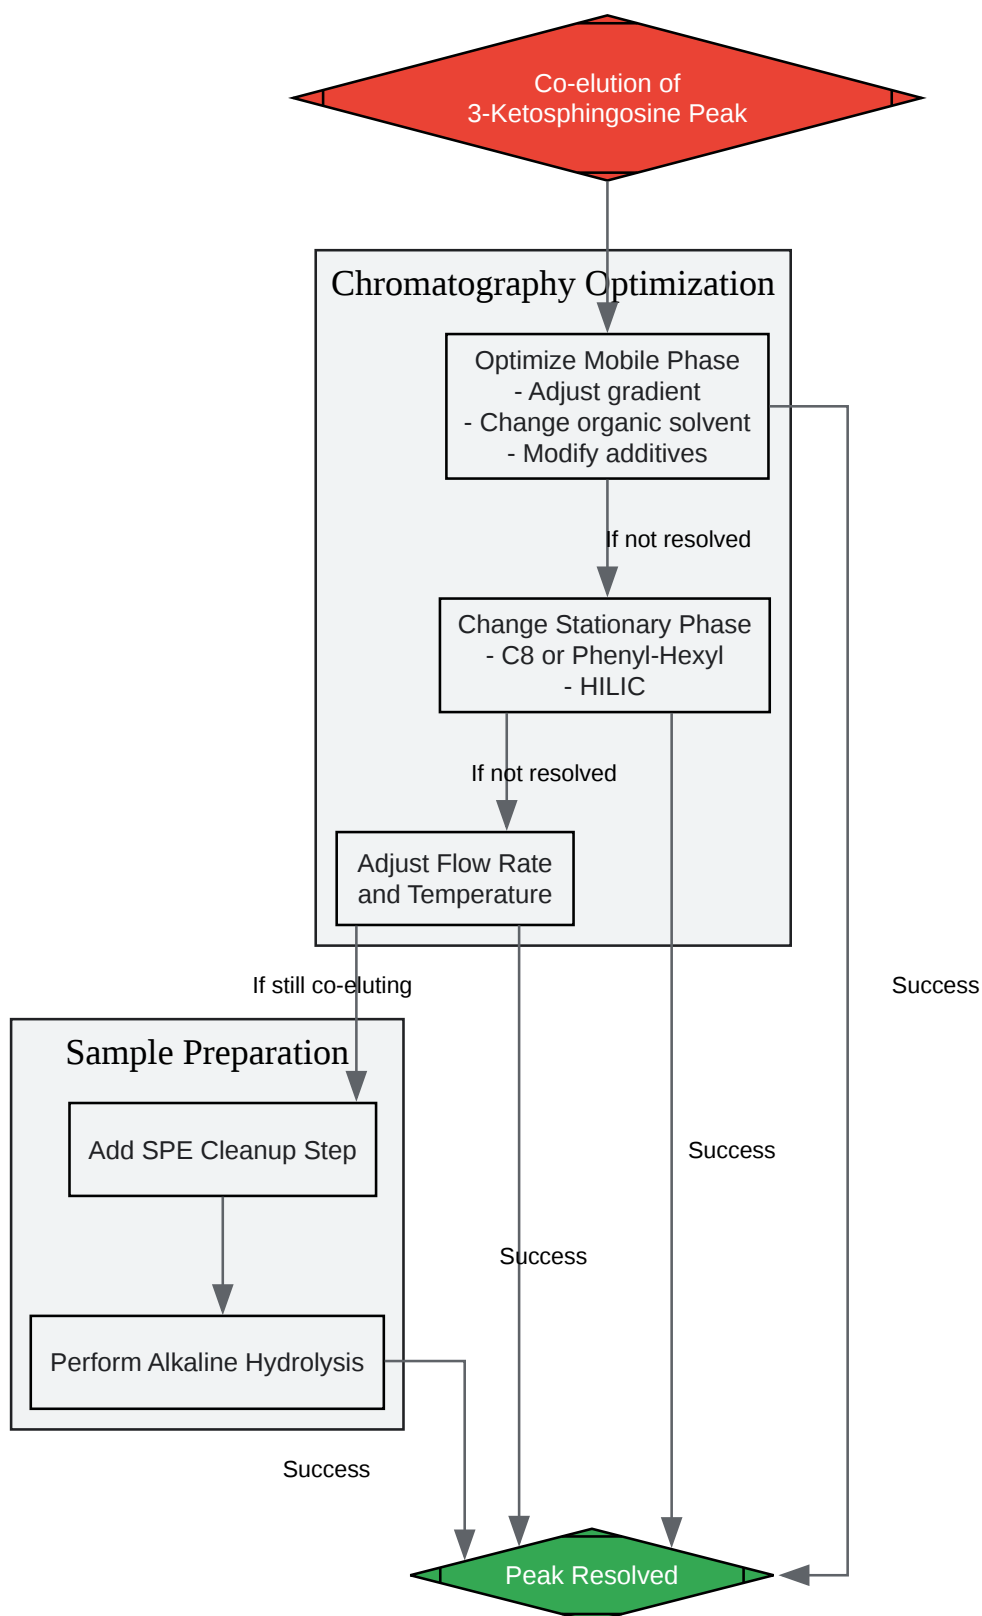 Co-elution of
3-Ketosphingosine Peak
Chromatography Optimization
Optimize Mobile Phase
- Adjust gradient
- Change organic solvent
- Modify additives
If not resolved
Change Stationary Phase
- C8 or Phenyl-Hexyl
- HILIC
If not resolved
Adjust Flow Rate
and Temperature
If still co-eluting
Success
Sample Preparation
Add SPE Cleanup Step
Success
Success
Perform Alkaline Hydrolysis
Success
Peak Resolved